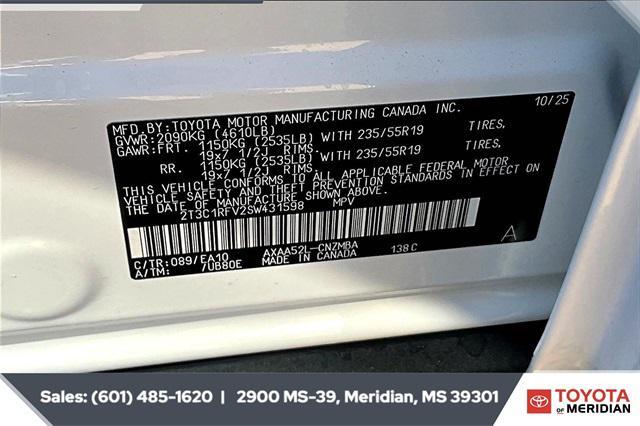 MFD. BY: TOYOTA MOTOR MANUFACTURING CANADA INC. 10/25
GVWR: 2090KG (4610LB)
GAWR: FRT. 1150KG (2535LB) WITH 235/55R19 TIRES.
19x7 1/2J RIMS.
RR. 1150KG (2535LB) WITH 235/55R19 TIRES.
19x7 1/2J RIMS.
THIS VEHICLE CONFORMS TO ALL APPLICABLE FEDERAL MOTOR
VEHICLE SAFETY AND THEFT PREVENTION STANDARDS IN EFFECT ON
THE DATE OF MANUFACTURE SHOWN ABOVE.
2T3C1RFV2SW431598 MPV
A
C/TR: 089/EA10 AXAA52L-CNZMBA 138C
A/TM: 7UB80E MADE IN CANADA
Sales: (601) 485-1620 | 2900 MS-39, Meridian, MS 39301
TOYOTA
OF MERIDIAN